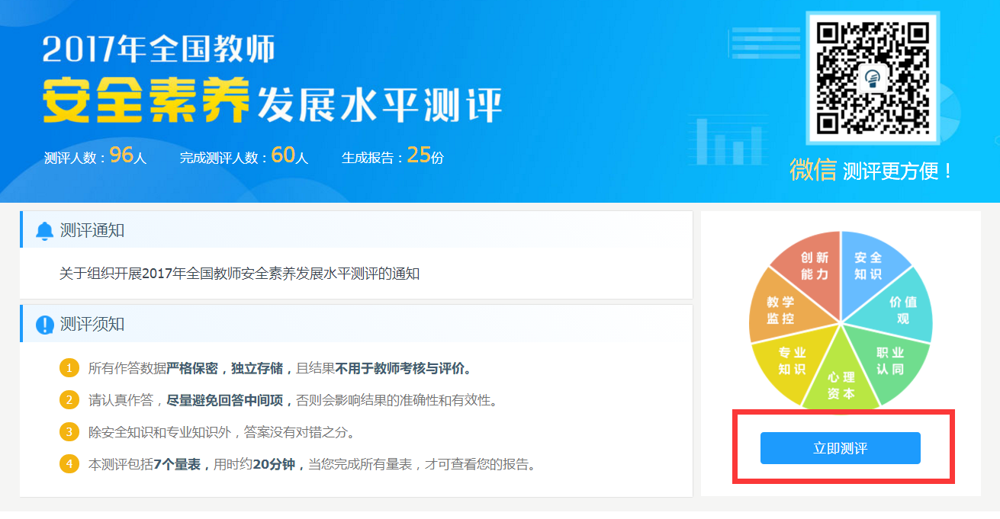 2017年全国教师
安全素养发展水平测评
测评人数：96人 完成测评人数：60人 生成报告：25份
微信 测评更方便！
测评通知
关于组织开展2017年全国教师安全素养发展水平测评的通知
测评须知
1 所有作答数据严格保密，独立存储，且结果不用于教师考核与评价。
2 请认真作答，尽量避免回答中间项，否则会影响结果的准确性和有效性。
3 除安全知识和专业知识外，答案没有对错之分。
4 本测评包括7个量表，用时约20分钟，当您完成所有量表，才可查看您的报告。
创新
能力
安全
知识
教学
监控
价值
观
专业
知识
职业
认同
心理
资本
立即测评